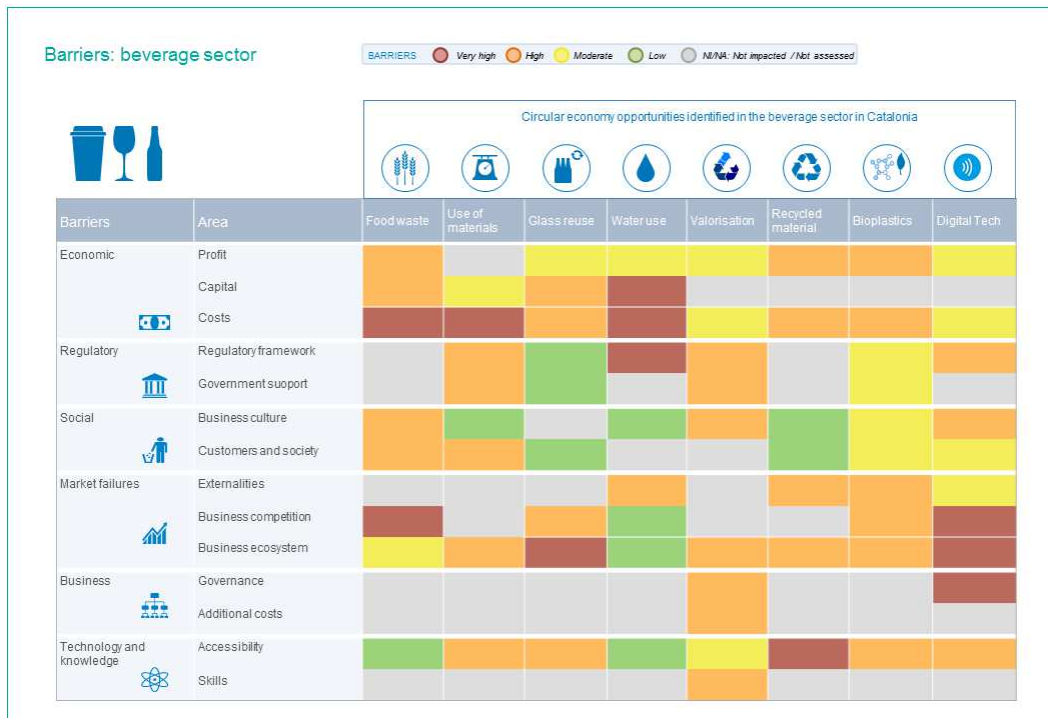 Barriers: beverage sector
BARRIERS Very high High Moderate Low NI/NA: Not impacted / Not assessed
Circular economy opportunities identified in the beverage sector in Catalonia
Barriers Area Food waste Use of materials Glass reuse Water use Valorisation Recycled material Bioplastics Digital Tech
Economic Profit
Capital
Costs
Regulatory Regulatory framework
Government suoport
Social Business culture
Customers and society
Market failures Externalities
Business competition
Business ecosystem
Business Governance
Additional costs
Technology and knowledge Accessibility
Skills